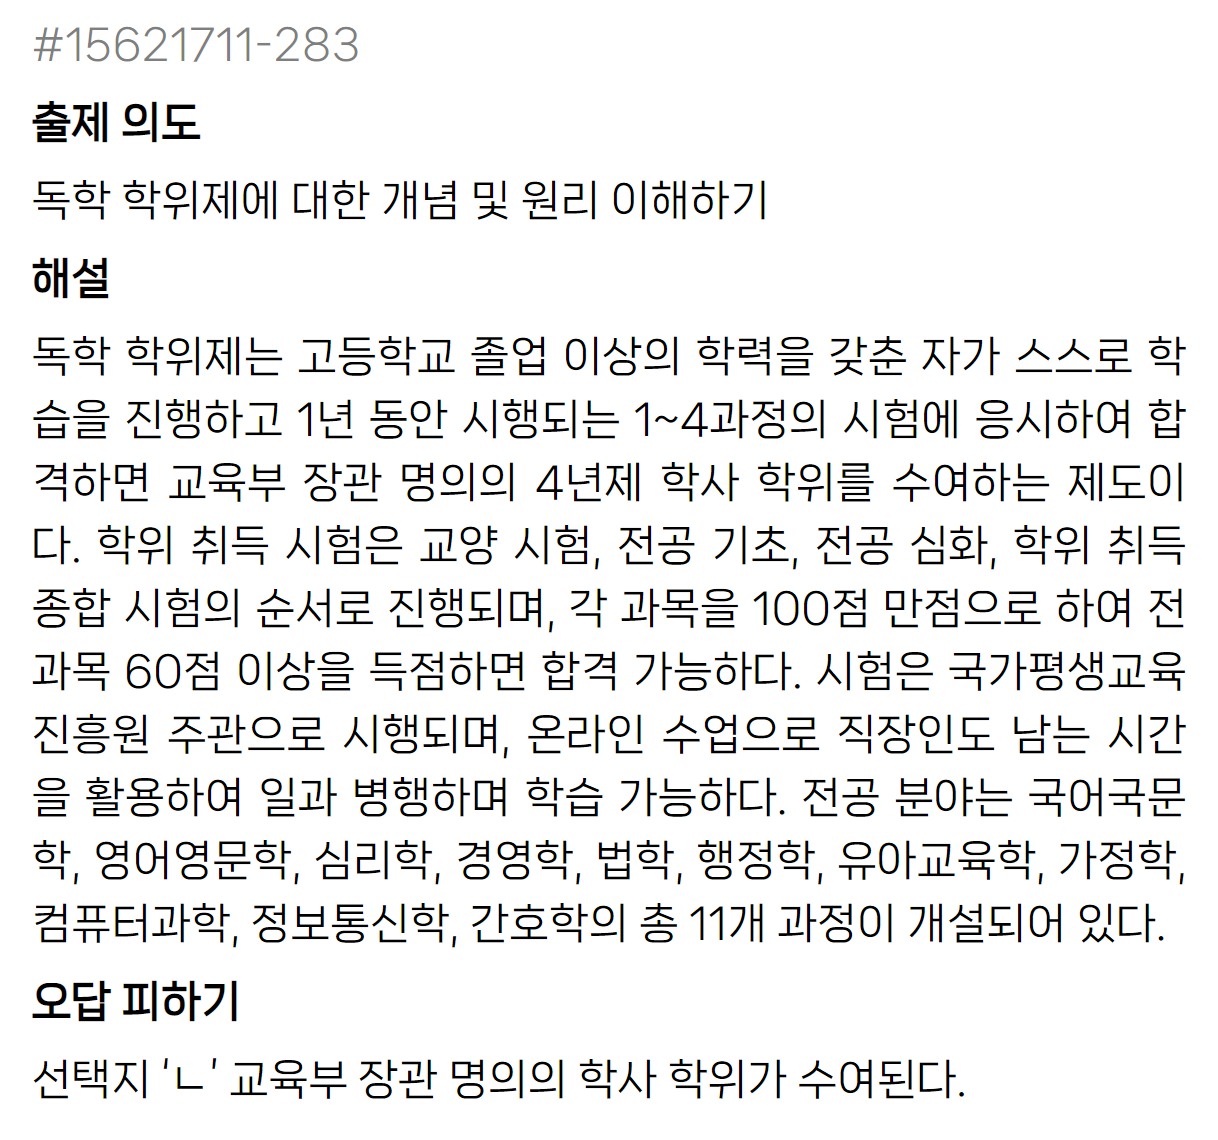 #15621711-283
출제 의도
독학 학위제에 대한 개념 및 원리 이해하기
해설
독학 학위제는 고등학교 졸업 이상의 학력을 갖춘 자가 스스로 학
습을 진행하고 1년 동안 시행되는 1~4과정의 시험에 응시하여 합
격하면 교육부 장관 명의의 4년제 학사 학위를 수여하는 제도이
다. 학위 취득 시험은 교양 시험, 전공 기초, 전공 심화, 학위 취득
종합 시험의 순서로 진행되며, 각 과목을 100점 만점으로 하여 전
과목 60점 이상을 득점하면 합격 가능하다. 시험은 국가평생교육
진흥원 주관으로 시행되며, 온라인 수업으로 직장인도 남는 시간
을 활용하여 일과 병행하며 학습 가능하다. 전공 분야는 국어국문
학, 영어영문학, 심리학, 경영학, 법학, 행정학, 유아교육학, 가정학,
컴퓨터과학, 정보통신학, 간호학의 총 11개 과정이 개설되어 있다.
오답 피하기
선택지 ‘ㄴ’ 교육부 장관 명의의 학사 학위가 수여된다.